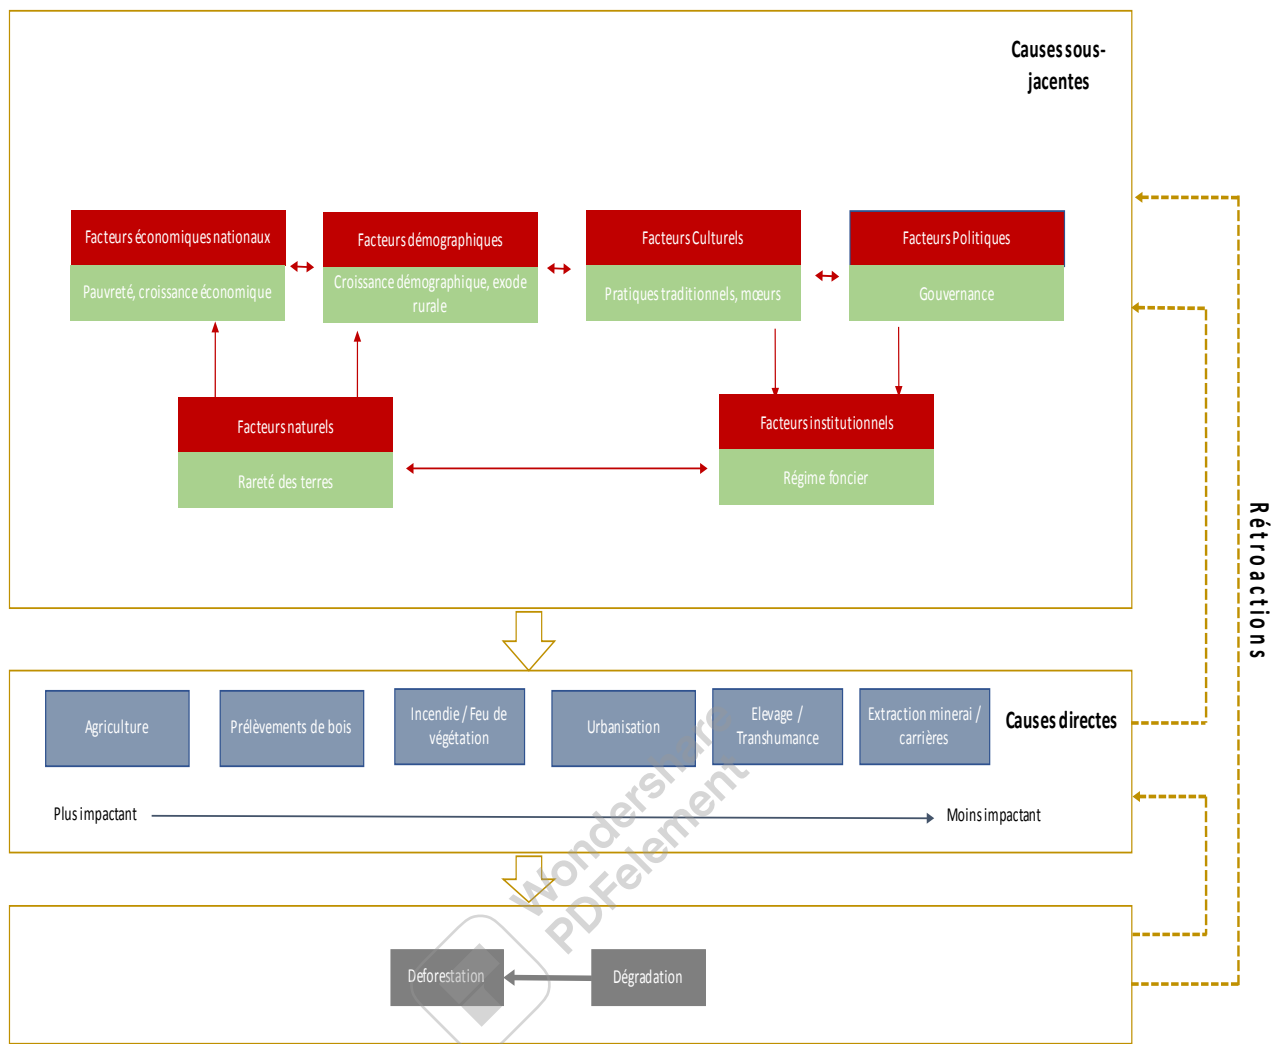 Causes sous-
jacentes
Facteurs économiques nationaux
Pauvreté, croissance économique
Facteurs démographiques
Croissance démographique, exode
rurale
Facteurs Culturels
Pratiques traditionnels, mœurs
Facteurs Politiques
Gouvernance
Facteurs naturels
Rareté des terres
Facteurs institutionnels
Régime foncier
Rétroactions
Agriculture
Prélèvements de bois
Incendie / Feu de
végétation
Urbanisation
Elevage /
Transhumance
Extraction minerai /
carrières
Causes directes
Plus impactant
Moins impactant
Wondershare
PDFelement
Déforestation
Dégradation